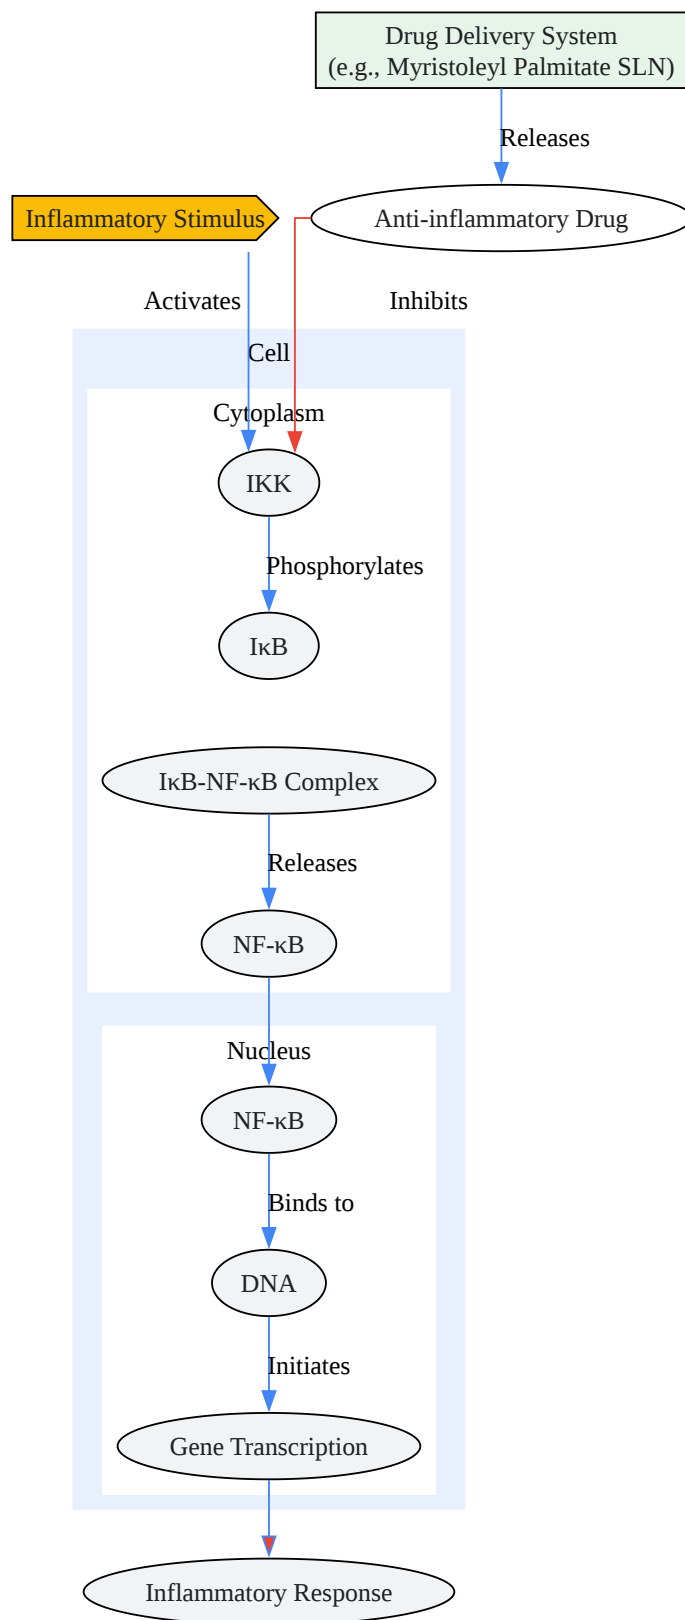 Drug Delivery System
(e.g., Myristoleyl Palmitate SLN)
Releases
Inflammatory Stimulus
Anti-inflammatory Drug
Activates
Inhibits
Cell
Cytoplasm
IKK
Phosphorylates
IκB
IκB-NF-κB Complex
Releases
NF-κB
Nucleus
NF-κB
Binds to
DNA
Initiates
Gene Transcription
Inflammatory Response